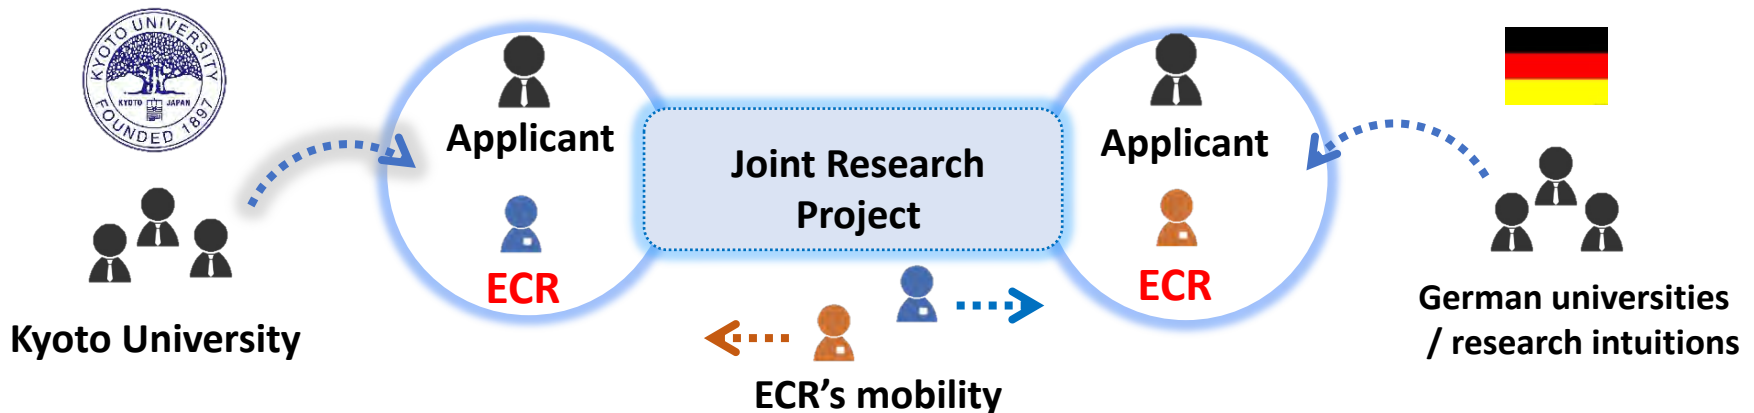 KYOTO UNIVERSITY
KYOTO JAPAN
FOUNDED 1897
Kyoto University
Applicant
ECR
Joint Research
Project
ECR's mobility
Applicant
ECR
German universities
/ research intuitions